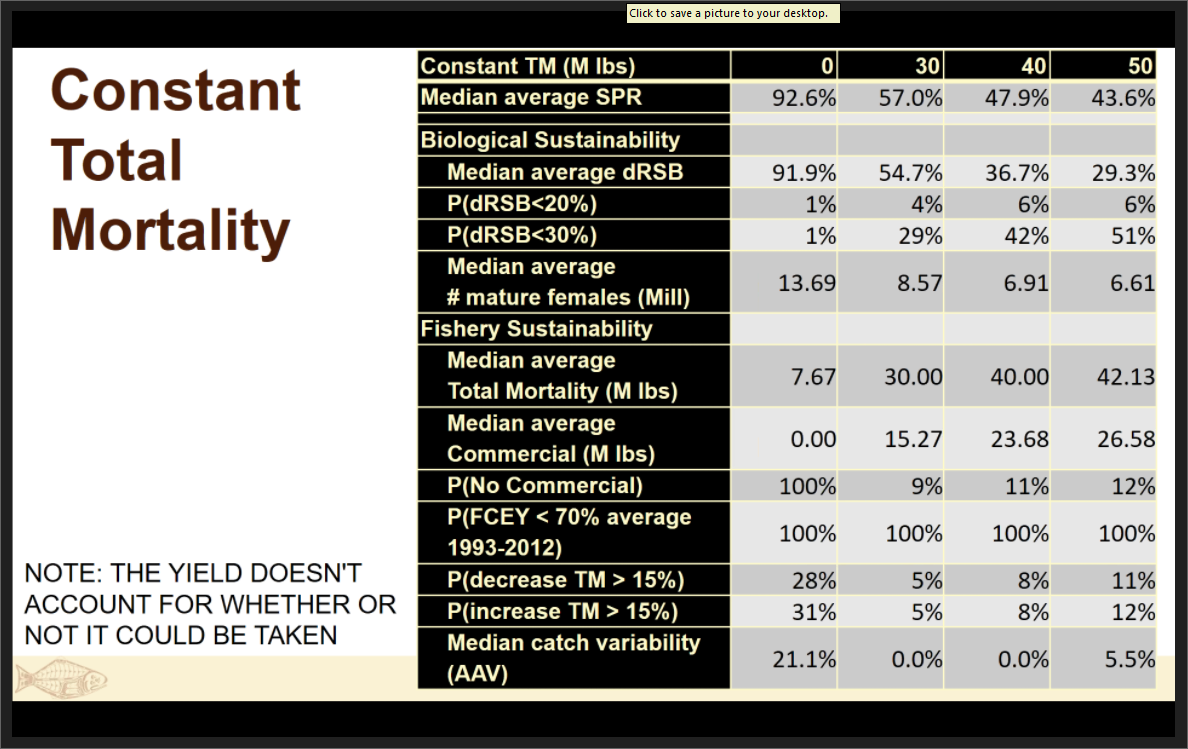 Click to save a picture to your desktop.
Constant
Total
Mortality
NOTE: THE YIELD DOESN'T
ACCOUNT FOR WHETHER OR
NOT IT COULD BE TAKEN
Constant TM (M lbs) 0 30 40 50
Median average SPR 92.6% 57.0% 47.9% 43.6%
Biological Sustainability
Median average dRSB 91.9% 54.7% 36.7% 29.3%
P(dRSB<20%) 1% 4% 6% 6%
P(dRSB<30%) 1% 29% 42% 51%
Median average
# mature females (Mill) 13.69 8.57 6.91 6.61
Fishery Sustainability
Median average
Total Mortality (M lbs) 7.67 30.00 40.00 42.13
Median average
Commercial (M lbs) 0.00 15.27 23.68 26.58
P(No Commercial) 100% 9% 11% 12%
P(FCEY < 70% average
1993-2012) 100% 100% 100% 100%
P(decrease TM > 15%) 28% 5% 8% 11%
P(increase TM > 15%) 31% 5% 8% 12%
Median catch variability
(AAV) 21.1% 0.0% 0.0% 5.5%